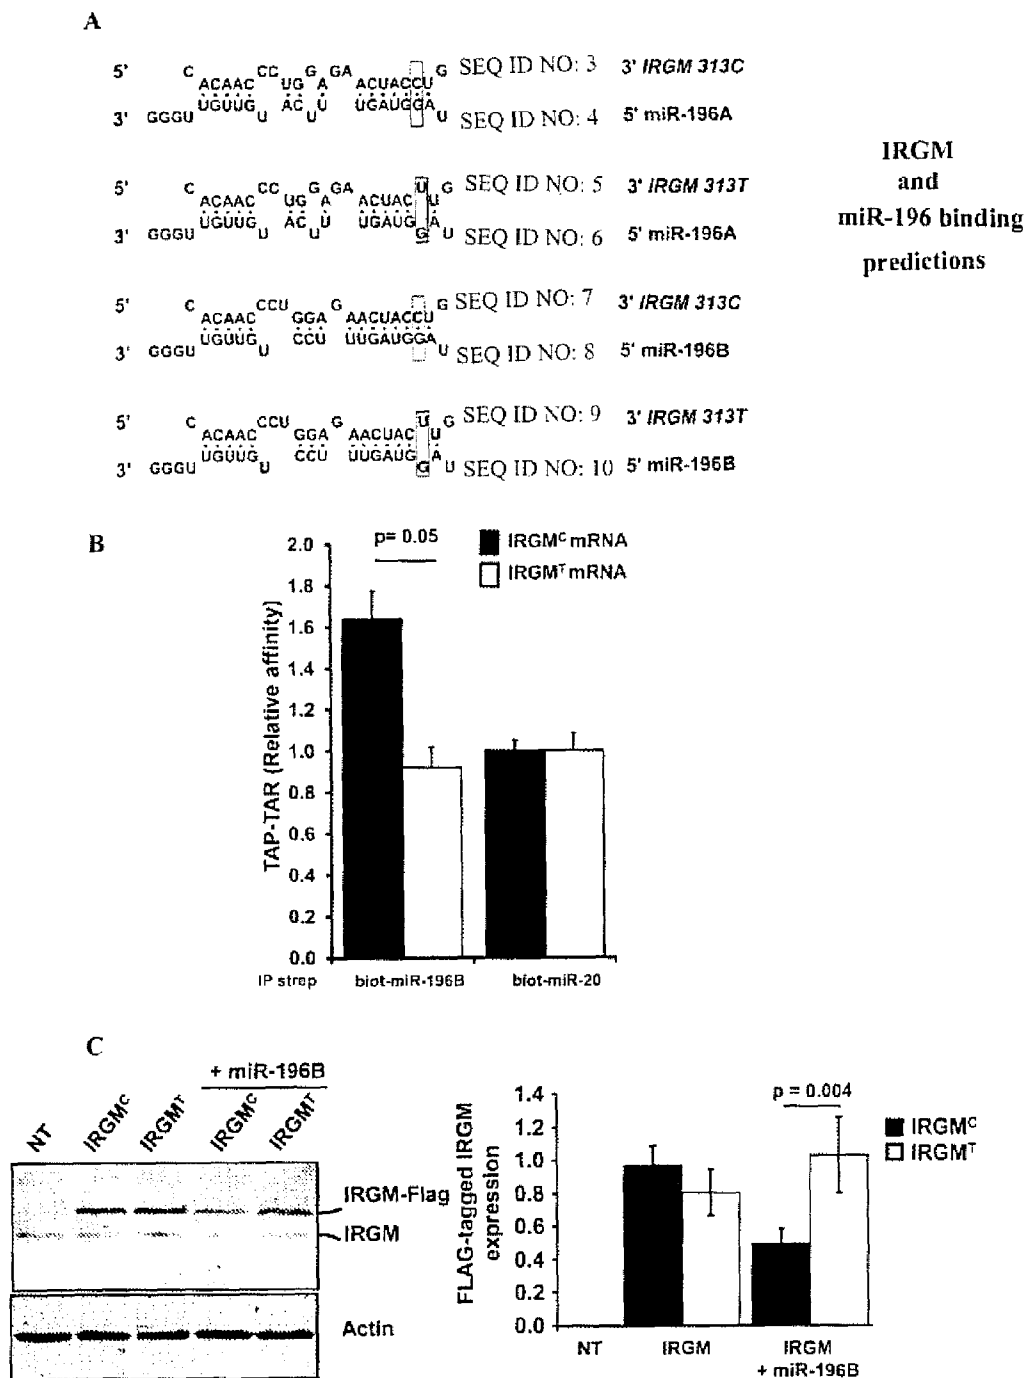 A
5' C CC G GA G SEQ ID NO: 3 3' IRGM 313C
ACAAC UG A ACUACCU
UGUUG AC U UGAUGGA
3' GGGU U U U SEQ ID NO: 4 5' miR-196A
5' C CC G GA U G SEQ ID NO: 5 3' IRGM 313T
ACAAC UG A ACUAC U
UGUUG AC U UGAUG A
3' GGGU U U G U SEQ ID NO: 6 5' miR-196A
5' C CCU G G SEQ ID NO: 7 3' IRGM 313C
ACAAC GGA AACUACCU
UGUUG CCU UUGAUGGA
3' GGGU U U SEQ ID NO: 8 5' miR-196B
5' C CCU G U G SEQ ID NO: 9 3' IRGM 313T
ACAAC GGA AACUAC U
UGUUG CCU UUGAUG A
3' GGGU U G U SEQ ID NO: 10 5' miR-196B
IRGM
and
miR-196 binding
predictions
B
p= 0.05
IRGMᶜ mRNA
IRGMᵀ mRNA
TAP-TAR (Relative affinity)
2.0
1.8
1.6
1.4
1.2
1.0
0.8
0.6
0.4
0.2
0.0
IP strep biot-miR-196B biot-miR-20
C
+ miR-196B
NT IRGMᶜ IRGMᵀ IRGMᶜ IRGMᵀ
IRGM-Flag
IRGM
Actin
p = 0.004
IRGMᶜ
IRGMᵀ
FLAG-tagged IRGM
expression
1.4
1.2
1.0
0.8
0.6
0.4
0.2
0.0
NT IRGM IRGM
+ miR-196B